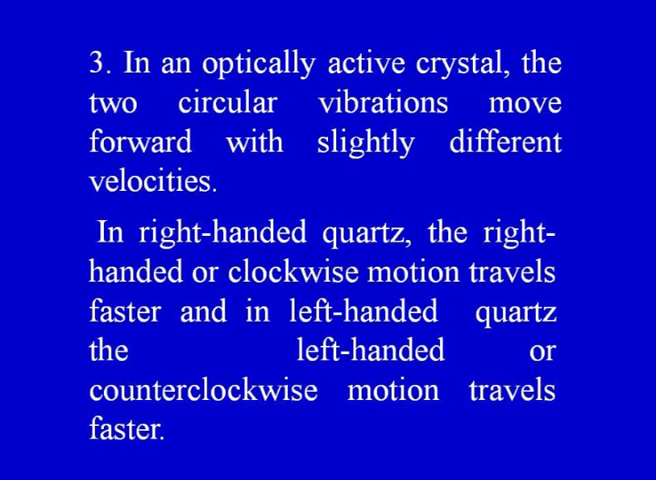 3. In an optically active crystal, the
two circular vibrations move
forward with slightly different
velocities.
In right-handed quartz, the right-
handed or clockwise motion travels
faster and in left-handed quartz
the left-handed or
counterclockwise motion travels
faster.